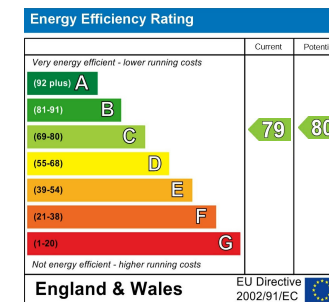 Energy Efficiency Rating
Current Potenti
Very energy efficient - lower running costs
(92 plus) A
(81-91) B
(69-80) C
79 80
(55-68) D
(39-54) E
(21-38) F
(1-20) G
Not energy efficient - higher running costs
England & Wales
EU Directive
2002/91/EC